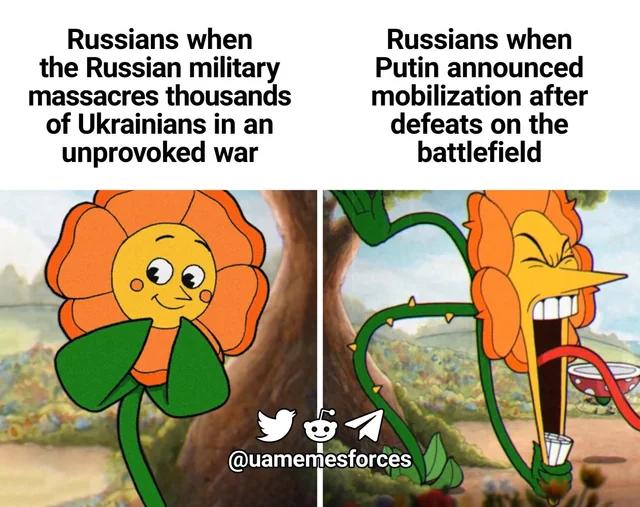 Russians when
the Russian military
massacres thousands
of Ukrainians in an
unprovoked war
Russians when
Putin announced
mobilization after
defeats on the
battlefield
@uamemesforces